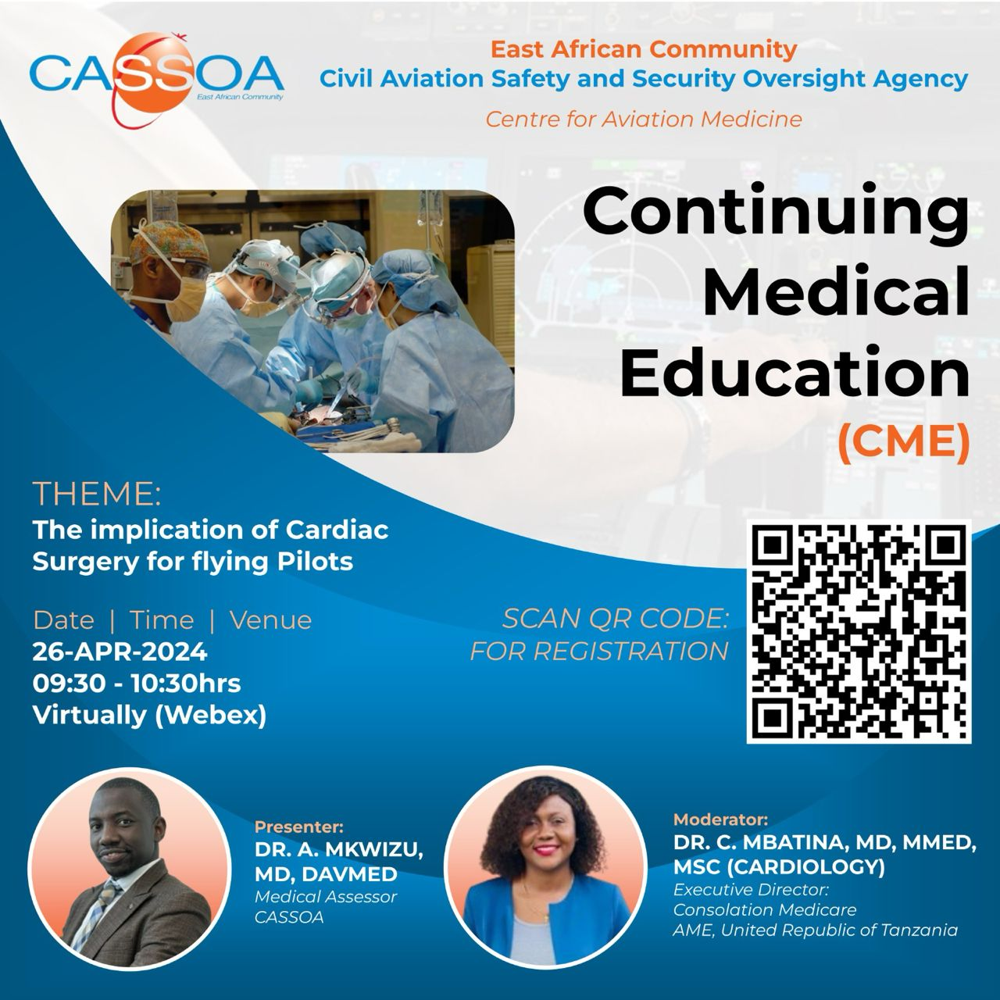 CASSOA
East African Community
East African Community
Civil Aviation Safety and Security Oversight Agency
Centre for Aviation Medicine
Continuing
Medical
Education
(CME)
THEME:
The implication of Cardiac
Surgery for flying Pilots
Date | Time | Venue
26-APR-2024
09:30 - 10:30hrs
Virtually (Webex)
SCAN QR CODE:
FOR REGISTRATION
Presenter:
DR. A. MKWIZU,
MD, DAVMED
Medical Assessor
CASSOA
Moderator:
DR. C. MBATINA, MD, MMED,
MSC (CARDIOLOGY)
Executive Director:
Consolation Medicare
AME, United Republic of Tanzania